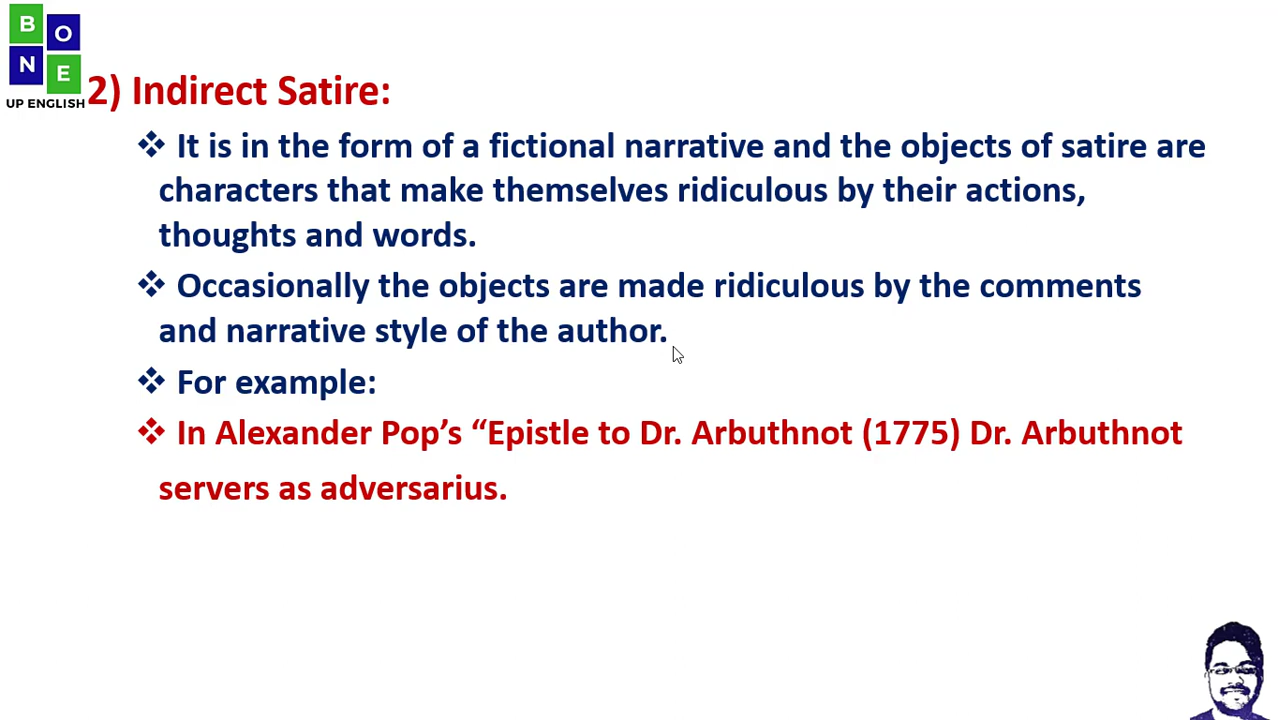 B
O
N
E
UP ENGLISH
2) Indirect Satire:
❖ It is in the form of a fictional narrative and the objects of satire are
characters that make themselves ridiculous by their actions,
thoughts and words.
❖ Occasionally the objects are made ridiculous by the comments
and narrative style of the author.
❖ For example:
❖ In Alexander Pop’s “Epistle to Dr. Arbuthnot (1775) Dr. Arbuthnot
servers as adversarius.